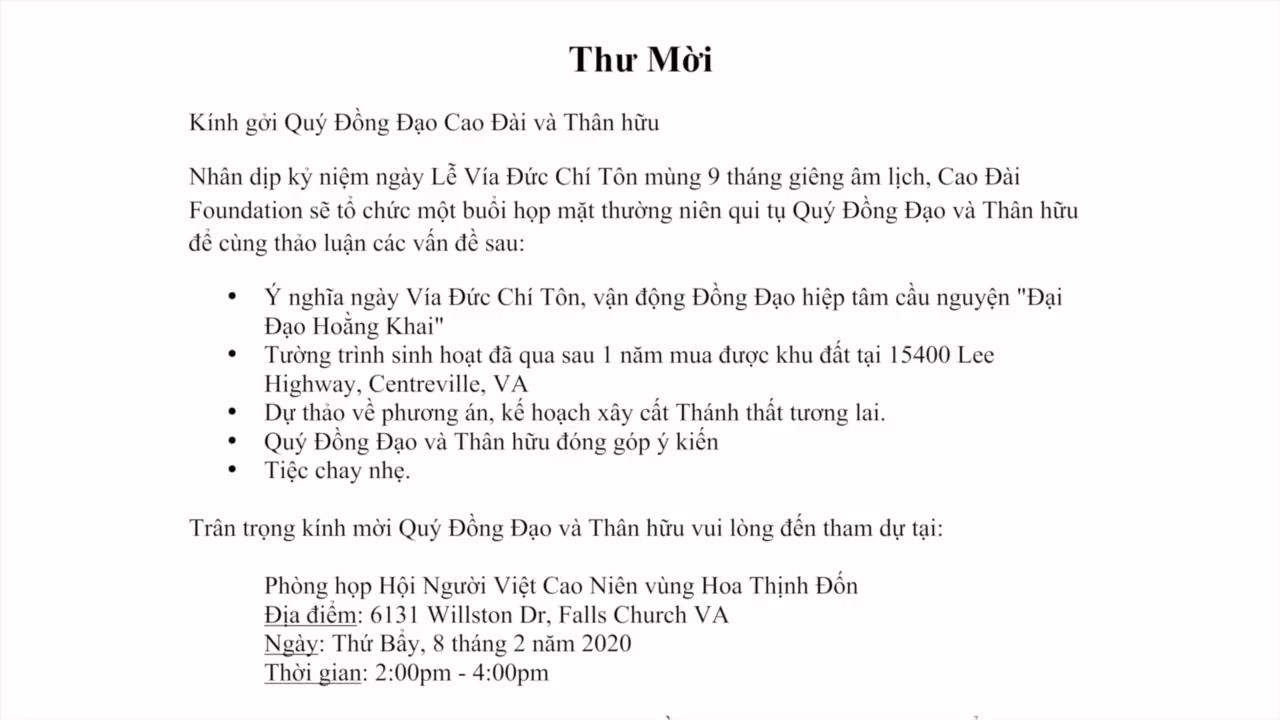 Thư Mời
Kính gởi Quý Đồng Đạo Cao Đài và Thân hữu
Nhân dịp kỷ niệm ngày Lễ Vía Đức Chí Tôn mùng 9 tháng giêng âm lịch, Cao Đài
Foundation sẽ tổ chức một buổi họp mặt thường niên qui tụ Quý Đồng Đạo và Thân hữu
để cùng thảo luận các vấn đề sau:
• Ý nghĩa ngày Vía Đức Chí Tôn, vận động Đồng Đạo hiệp tâm cầu nguyện "Đại
Đạo Hoằng Khai"
• Tường trình sinh hoạt đã qua sau 1 năm mua được khu đất tại 15400 Lee
Highway, Centreville, VA
• Dự thảo về phương án, kế hoạch xây cất Thánh thất tương lai.
• Quý Đồng Đạo và Thân hữu đóng góp ý kiến
• Tiệc chay nhẹ.
Trân trọng kính mời Quý Đồng Đạo và Thân hữu vui lòng đến tham dự tại:
Phòng họp Hội Người Việt Cao Niên vùng Hoa Thịnh Đốn
Địa điểm: 6131 Willston Dr, Falls Church VA
Ngày: Thứ Bẩy, 8 tháng 2 năm 2020
Thời gian: 2:00pm - 4:00pm